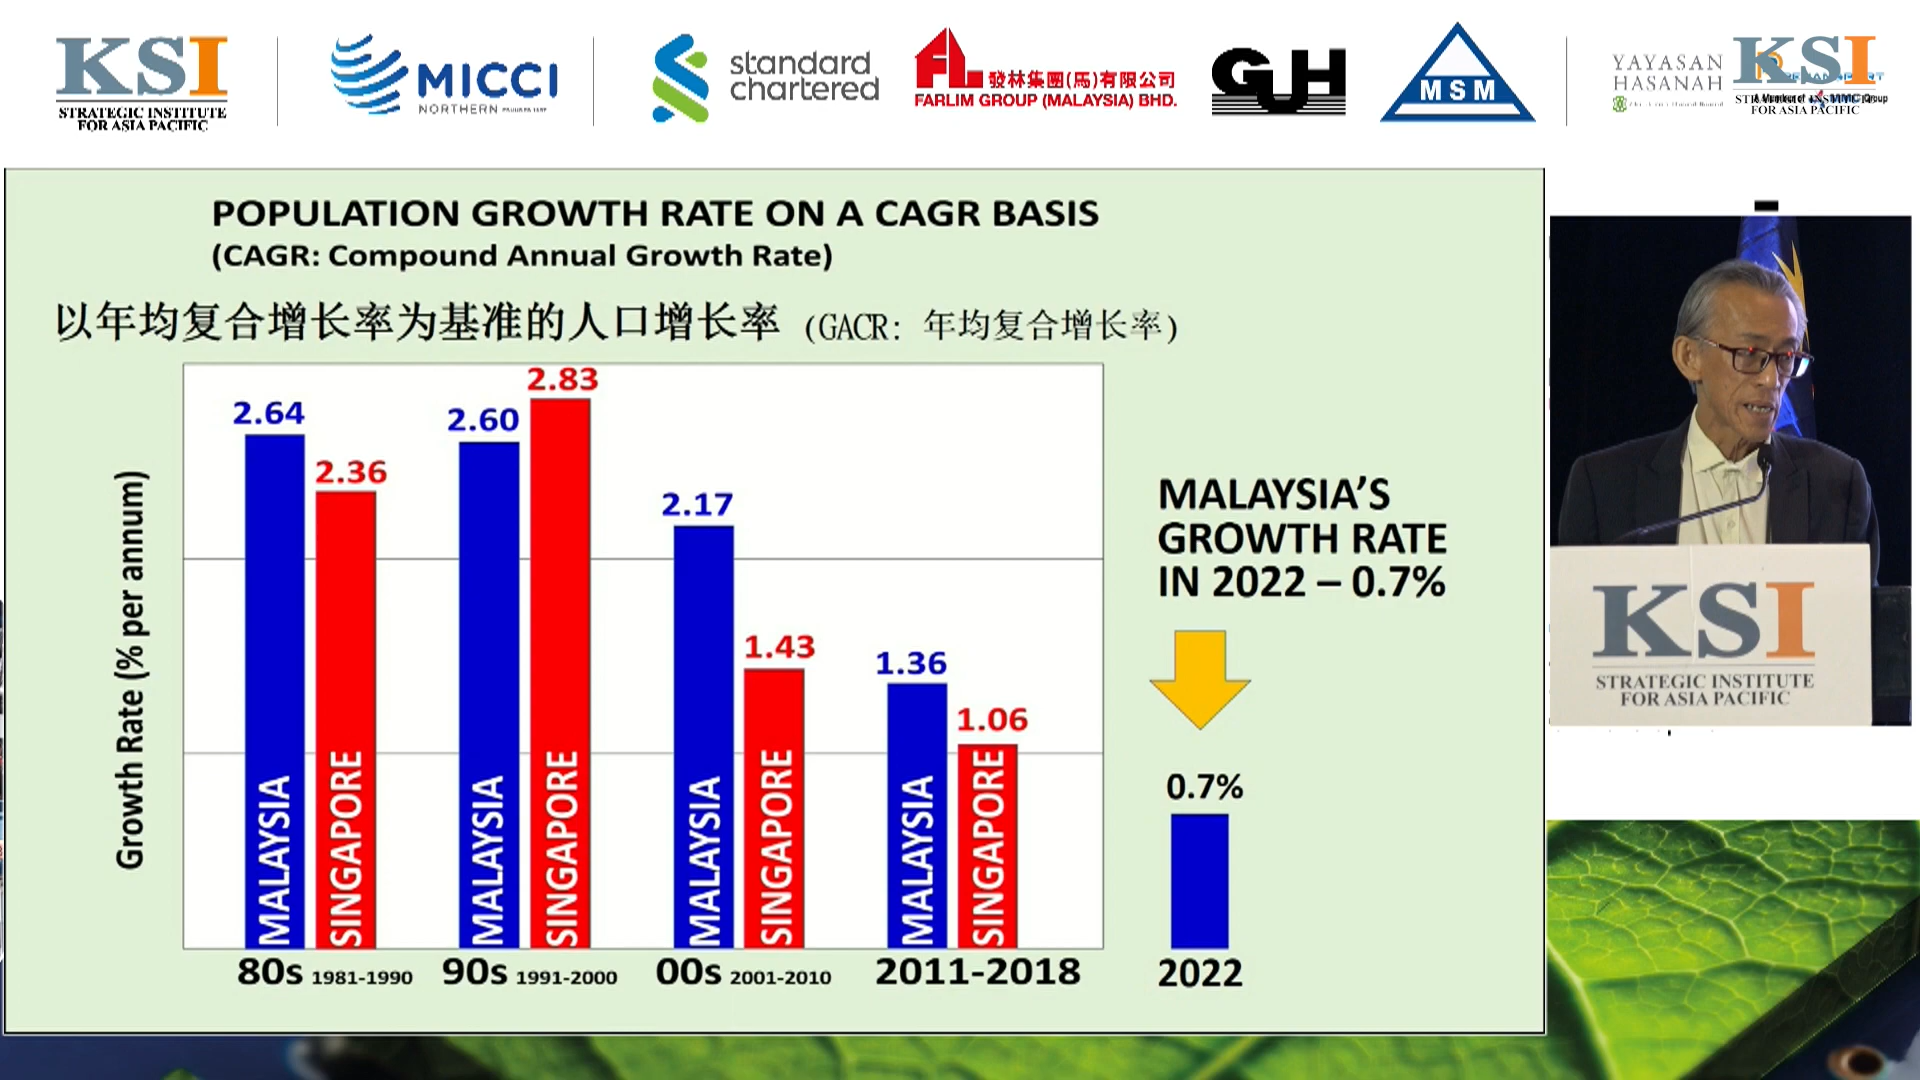 KSI
STRATEGIC INSTITUTE
FOR ASIA PACIFIC
MICCI
NORTHERN
standard
chartered
FL
發林集團(馬)有限公司
FARLIM GROUP (MALAYSIA) BHD.
GUH
MSM
YAYASAN
HASANAH
KSI
FOR ASIA PACIFIC
POPULATION GROWTH RATE ON A CAGR BASIS
(CAGR: Compound Annual Growth Rate)
以年均复合增长率为基准的人口增长率 (GACR: 年均复合增长率)
Growth Rate (% per annum)
2.64
2.36
2.60
2.83
2.17
1.43
1.36
1.06
MALAYSIA
SINGAPORE
MALAYSIA
SINGAPORE
MALAYSIA
SINGAPORE
MALAYSIA
SINGAPORE
80s 1981-1990
90s 1991-2000
00s 2001-2010
2011-2018
MALAYSIA'S
GROWTH RATE
IN 2022 – 0.7%
0.7%
2022
KSI
STRATEGIC INSTITUTE
FOR ASIA PACIFIC